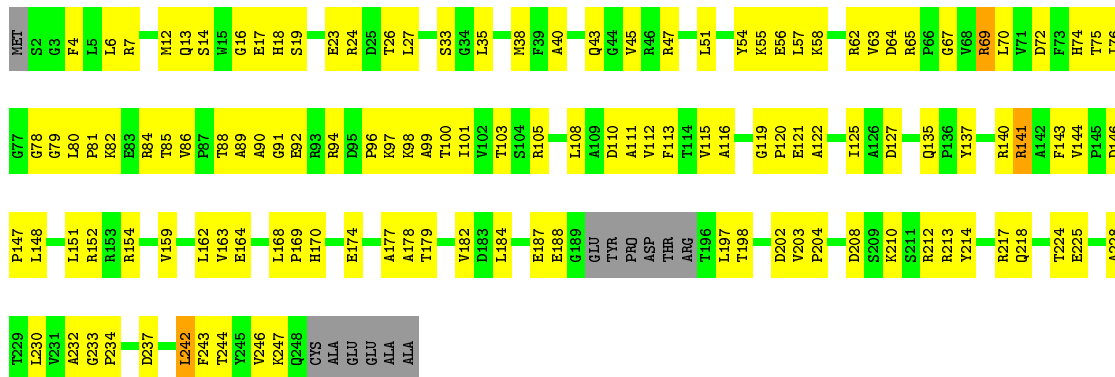 MET S2 G3 F4 L5 L6 R7 M12 Q13 S14 W15 G16 E17 H18 S19 E23 R24 D25 T26 L27 S33 G34 L35 M38 F39 A40 Q43 G44 V45 R46 R47 L51 Y54 K55 E56 L57 K58 R62 V63 D64 R65 P66 G67 V68 R69 L70 V71 D72 F73 H74 T75
G77 G78 G79 L80 P81 K82 E83 R84 T85 V86 P87 T88 A89 A90 G91 E92 R93 R94 D95 P96 K97 K98 A99 T100 I101 V102 T103 S104 R105 L108 A109 D110 A111 V112 F113 T114 V115 A116 G119 P120 E121 A122 I125 A126 D127 Q135 P136 Y137 R140 R141 A142 F143 V144 P145
P147 L148 L151 R152 R153 R154 V159 L162 V163 E164 L168 P169 H170 E174 A177 A178 T179 V182 D183 L184 E187 E188 G189 GLU TYR PRO ASP THR ARG T196 L197 T198 D202 V203 P204 D208 S209 K210 S211 R212 R213 Y214 R217 Q218 T224 E225
T229 L230 V231 A232 G233 P234 D237 L242 F243 T244 Y245 V246 K247 Q248 CYS ALA GLU GLU ALA ALA